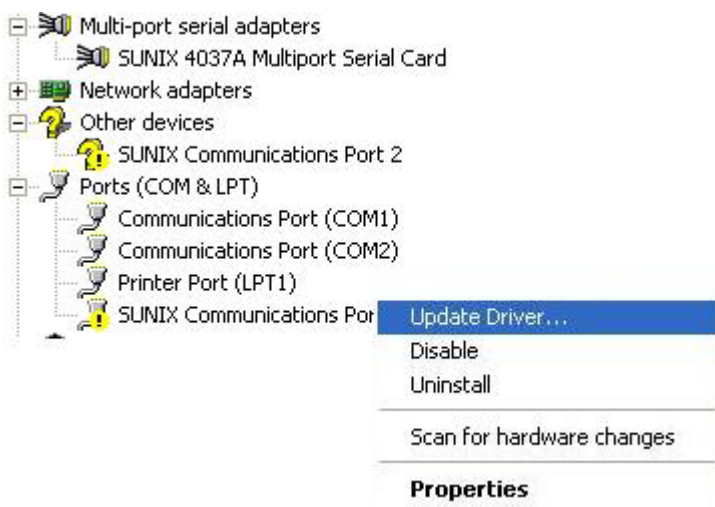 Multi-port serial adapters
SUNIX 4037A Multiport Serial Card
Network adapters
Other devices
SUNIX Communications Port 2
Ports (COM & LPT)
Communications Port (COM1)
Communications Port (COM2)
Printer Port (LPT1)
SUNIX Communications Por
Update Driver...
Disable
Uninstall
Scan for hardware changes
Properties